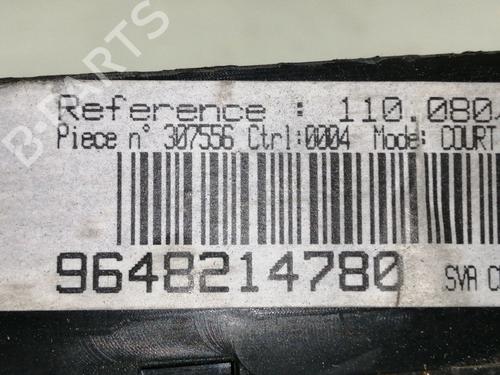 B-PARTS
Reference : 110.080
Piece n° 307556 Ctrl:0004 Mode: COURT
9648214780 SVA